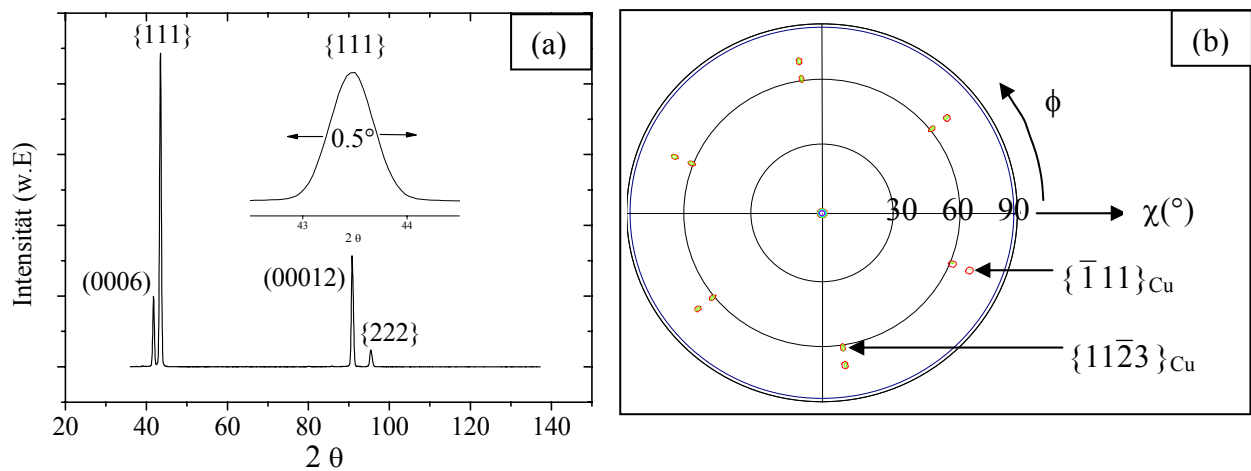 (a)
{111}
{111}
0.5°
43 44
2 θ
(0006)
(00012)
{222}
Intensität (w.E)
20 40 60 80 100 120 140
2 θ
(b)
ϕ
30 60 90
χ(°)
{1̅11}Cu
{112̅3}Cu